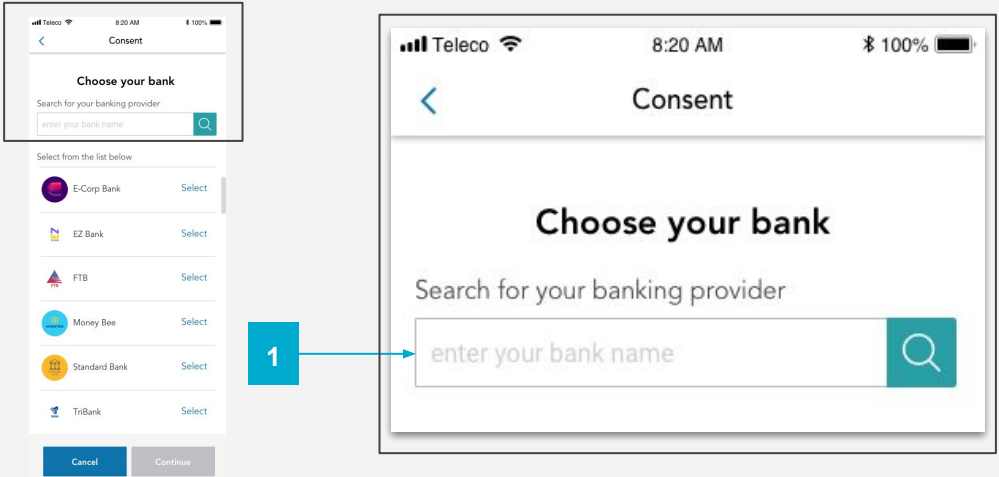 Teleco 8:20 AM 100%
Consent
Choose your bank
Search for your banking provider
enter your bank name
Select from the list below
E-Corp Bank Select
EZ Bank Select
FTB
FTB Select
Money Bee Select
Standard Bank Select
TriBank Select
Cancel Continue
1
Teleco 8:20 AM 100%
Consent
Choose your bank
Search for your banking provider
enter your bank name